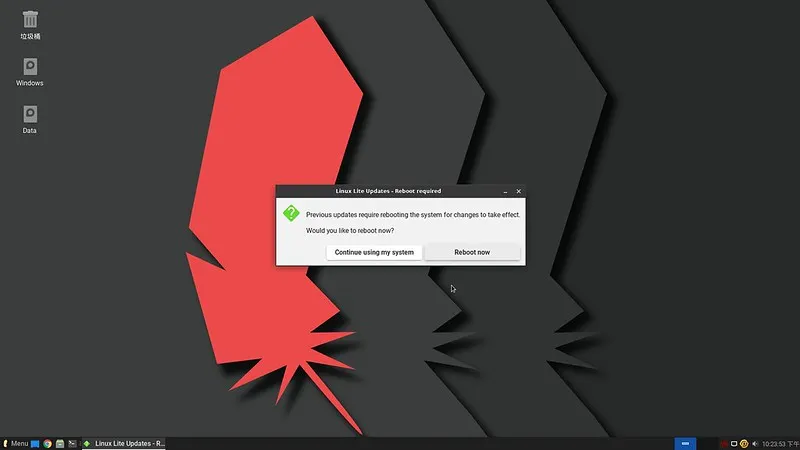 垃圾桶
Windows
Data
Linux Lite Updates - Reboot required
Previous updates require rebooting the system for changes to take effect.
Would you like to reboot now?
Continue using my system
Reboot now
Menu
Linux Lite Updates - R...
10:23:53 下午